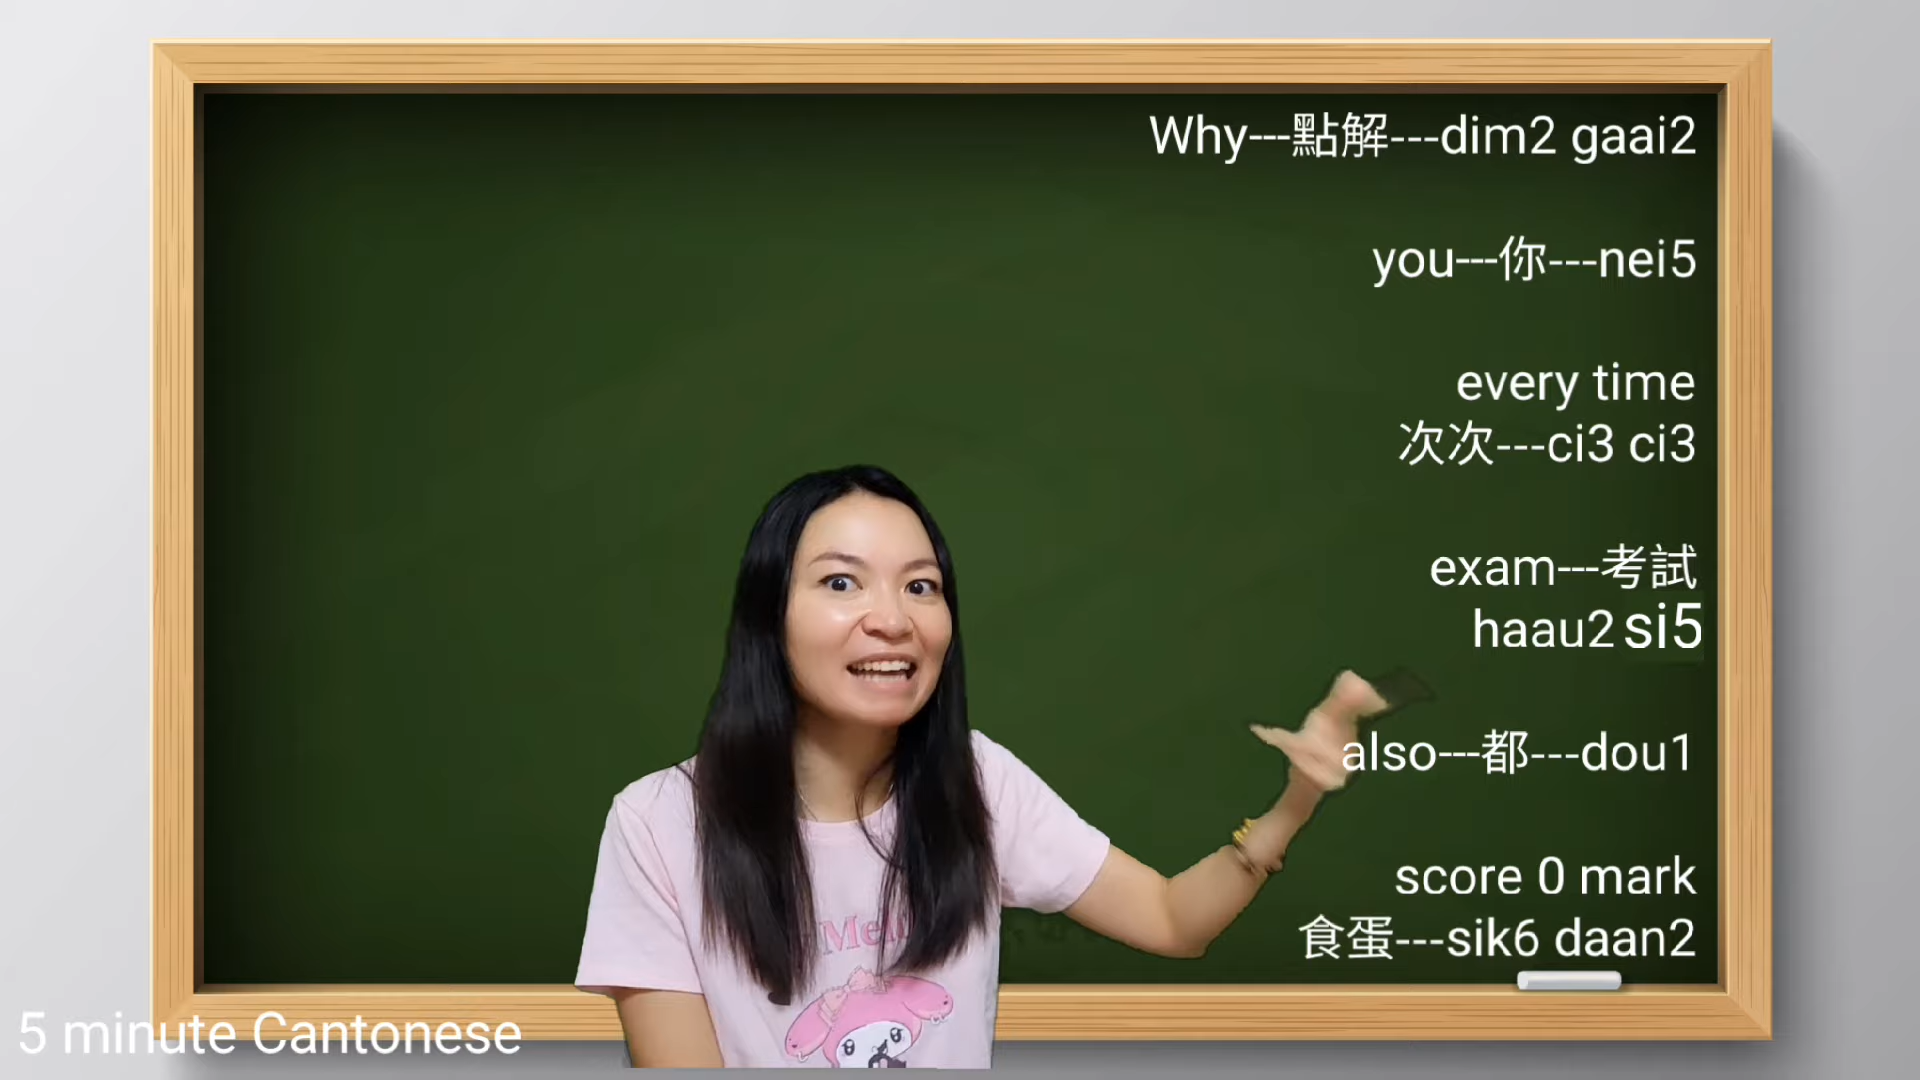 Why---點解---dim2 gaai2
you---你---nei5
every time
次次---ci3 ci3
exam---考試
haau2 si5
also---都---dou1
score 0 mark
食蛋---sik6 daan2
5 minute Cantonese